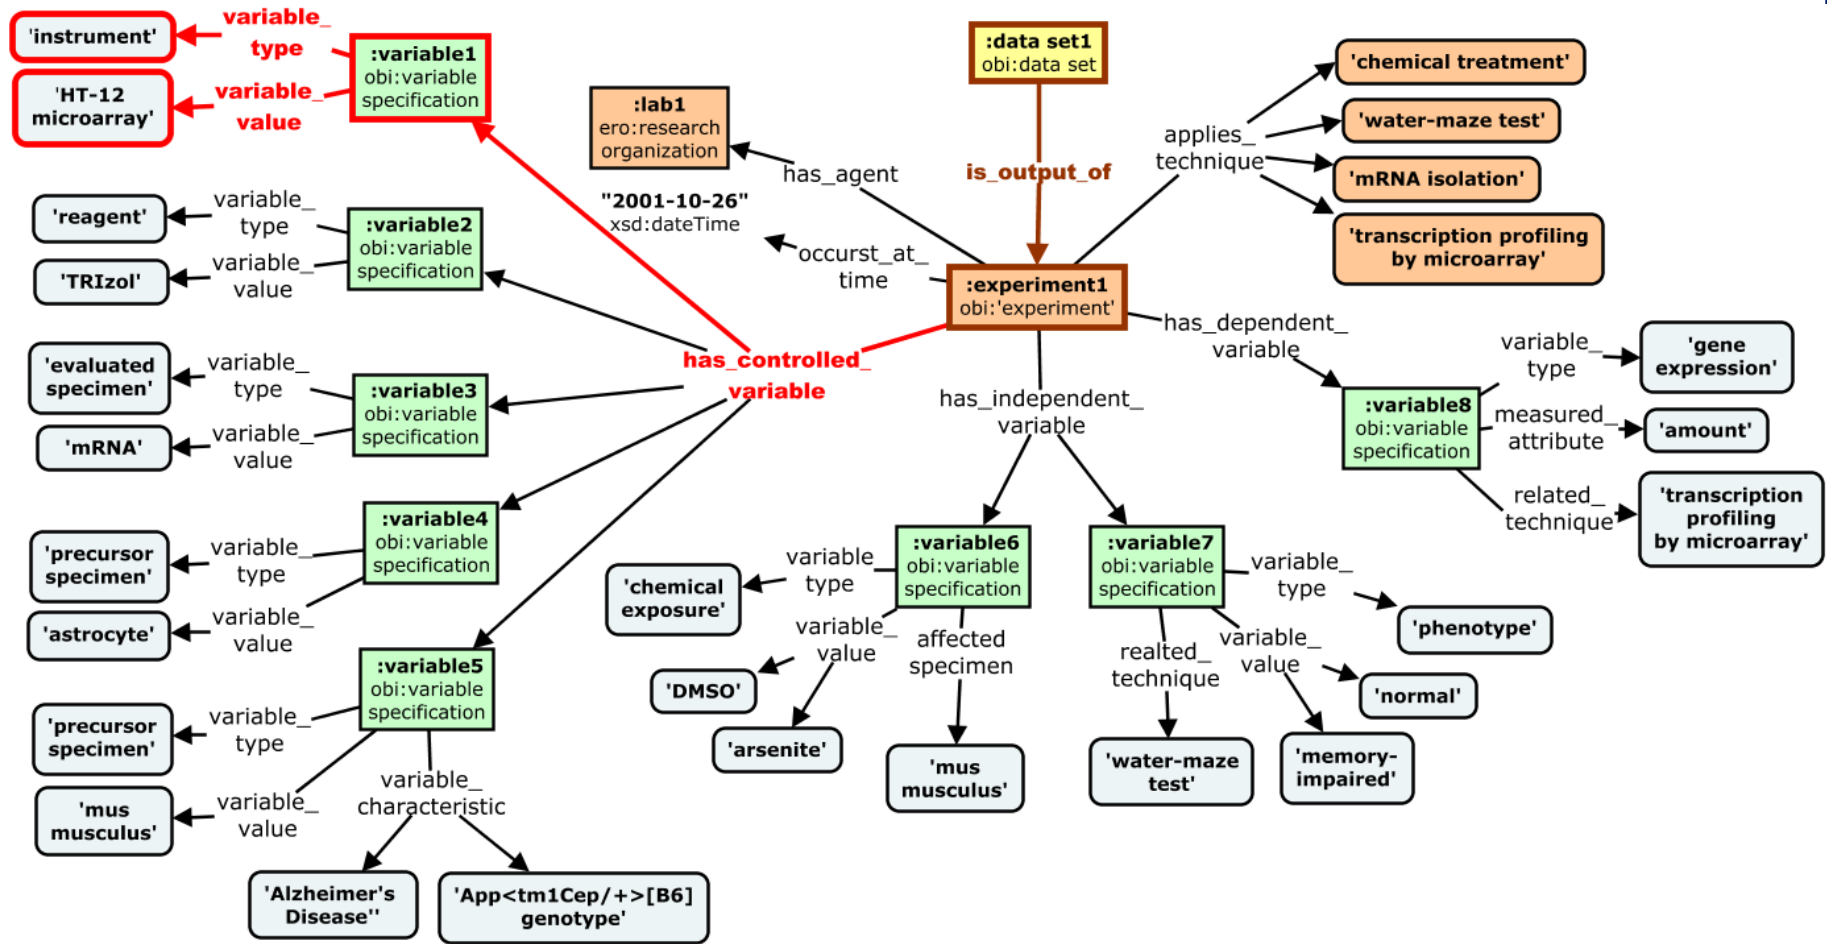 'instrument'
variable_
type
:variable1
obi:variable
specification
'HT-12
microarray'
variable_
value
:data set1
obi:data set
:lab1
ero:research
organization
has_agent
is_output_of
"2001-10-26"
xsd:dateTime
occurst_at_
time
applies_
technique
'chemical treatment'
'water-maze test'
'mRNA isolation'
'transcription profiling
by microarray'
:experiment1
obi:'experiment'
'reagent'
variable_
type
:variable2
obi:variable
specification
'TRIzol'
variable_
value
has_controlled_
variable
'evaluated
specimen'
variable_
type
:variable3
obi:variable
specification
'mRNA'
variable_
value
has_independent_
variable
has_dependent_
variable
:variable8
obi:variable
specification
variable_
type
'gene
expression'
measured_
attribute
'amount'
related_
technique
'transcription
profiling
by microarray'
:variable4
obi:variable
specification
'precursor
specimen'
variable_
type
'astrocyte'
variable_
value
:variable5
obi:variable
specification
'precursor
specimen'
variable_
type
'mus
musculus'
variable_
value
variable_
characteristic
'Alzheimer's
Disease''
'App<tm1Cep/+>[B6]
genotype'
:variable6
obi:variable
specification
variable
type
'chemical
exposure'
variable_
value
'DMSO'
'arsenite'
affected
specimen
'mus
musculus'
:variable7
obi:variable
specification
variable_
type
'phenotype'
realted_
technique
'water-maze
test'
variable_
value
'normal'
'memory-
impaired'